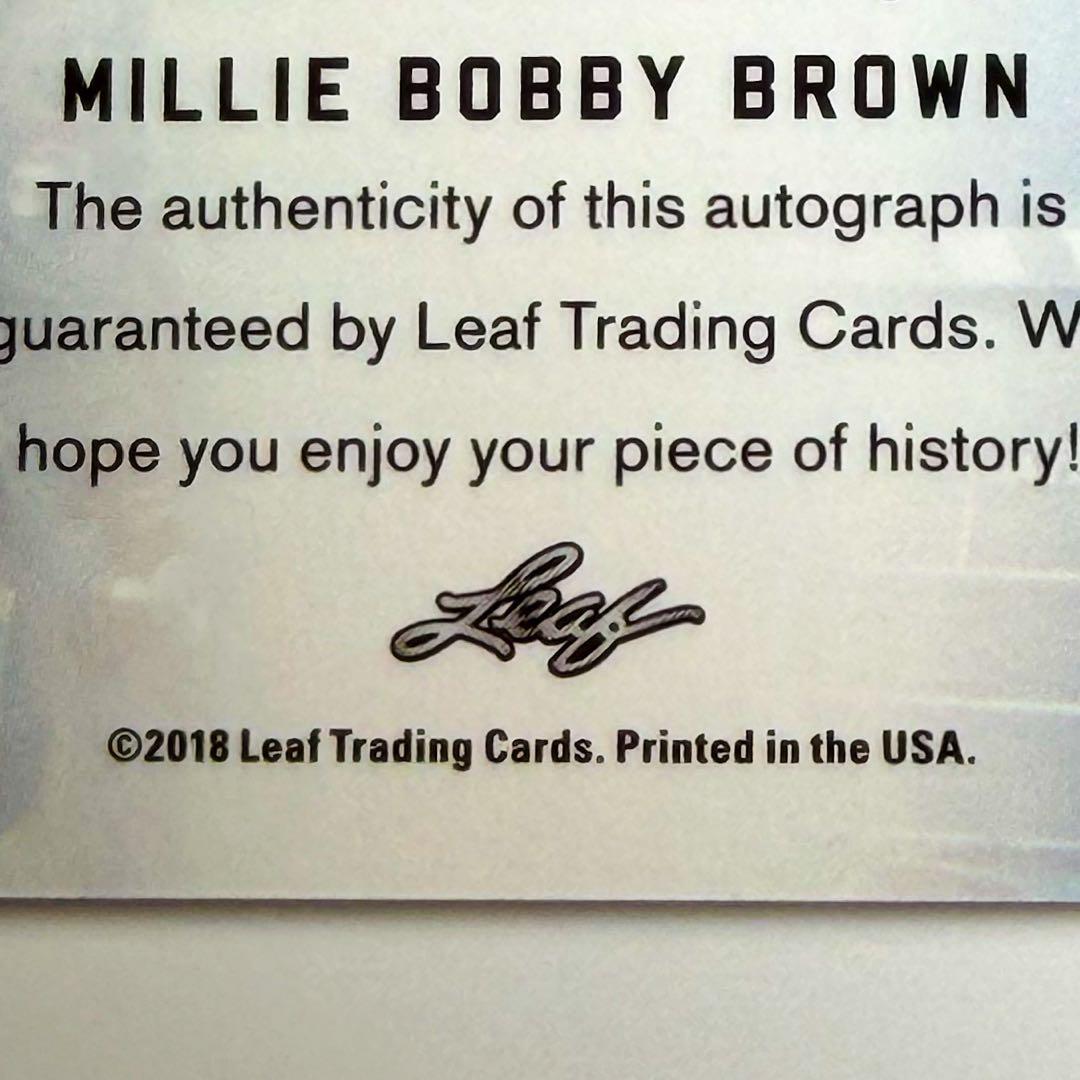 MILLIE BOBBY BROWN
The authenticity of this autograph is
guaranteed by Leaf Trading Cards. W
hope you enjoy your piece of history!
Leaf
©2018 Leaf Trading Cards. Printed in the USA.